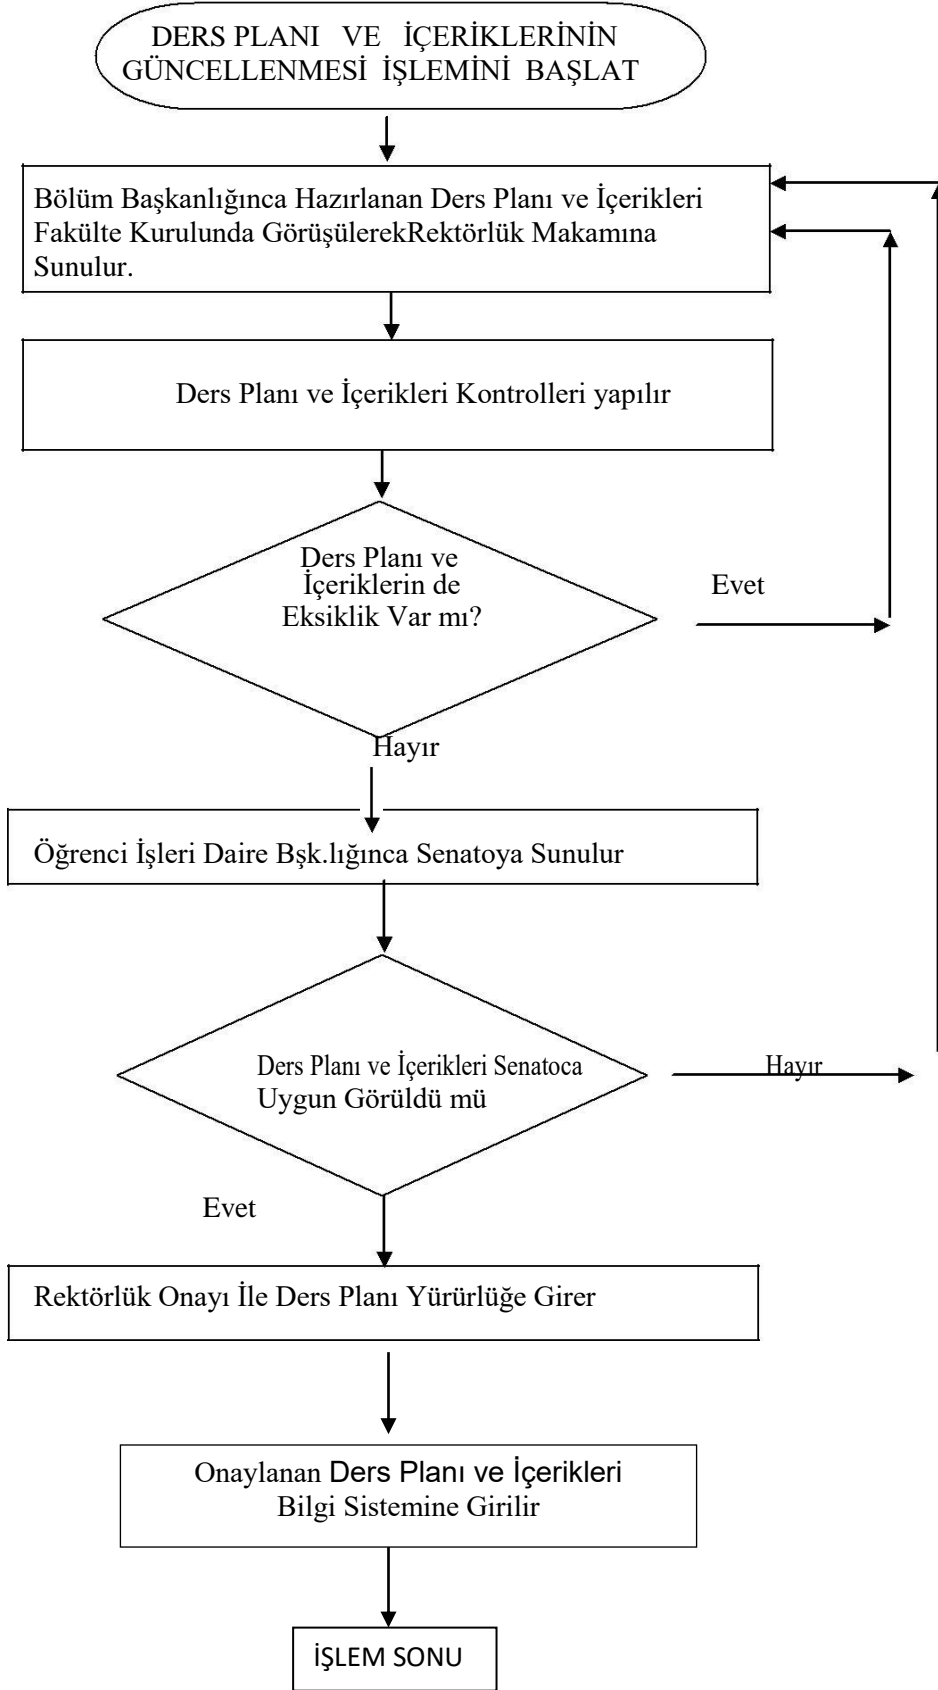 DERS PLANI VE İÇERİKLERİNİN
GÜNCELLENMESİ İŞLEMİNİ BAŞLAT
Bölüm Başkanlığınca Hazırlanan Ders Planı ve İçerikleri
Fakülte Kurulunda GörüşülerekRektörlük Makamına
Sunulur.
Ders Planı ve İçerikleri Kontrolleri yapılır
Ders Planı ve
İçeriklerin de
Eksiklik Var mı?
Evet
Hayır
Öğrenci İşleri Daire Bşk.lığınca Senatoya Sunulur
Ders Planı ve İçerikleri Senatoca
Uygun Görüldü mü
Hayır
Evet
Rektörlük Onayı İle Ders Planı Yürürlüğe Girer
Onaylanan Ders Planı ve İçerikleri
Bilgi Sistemine Girilir
İŞLEM SONU